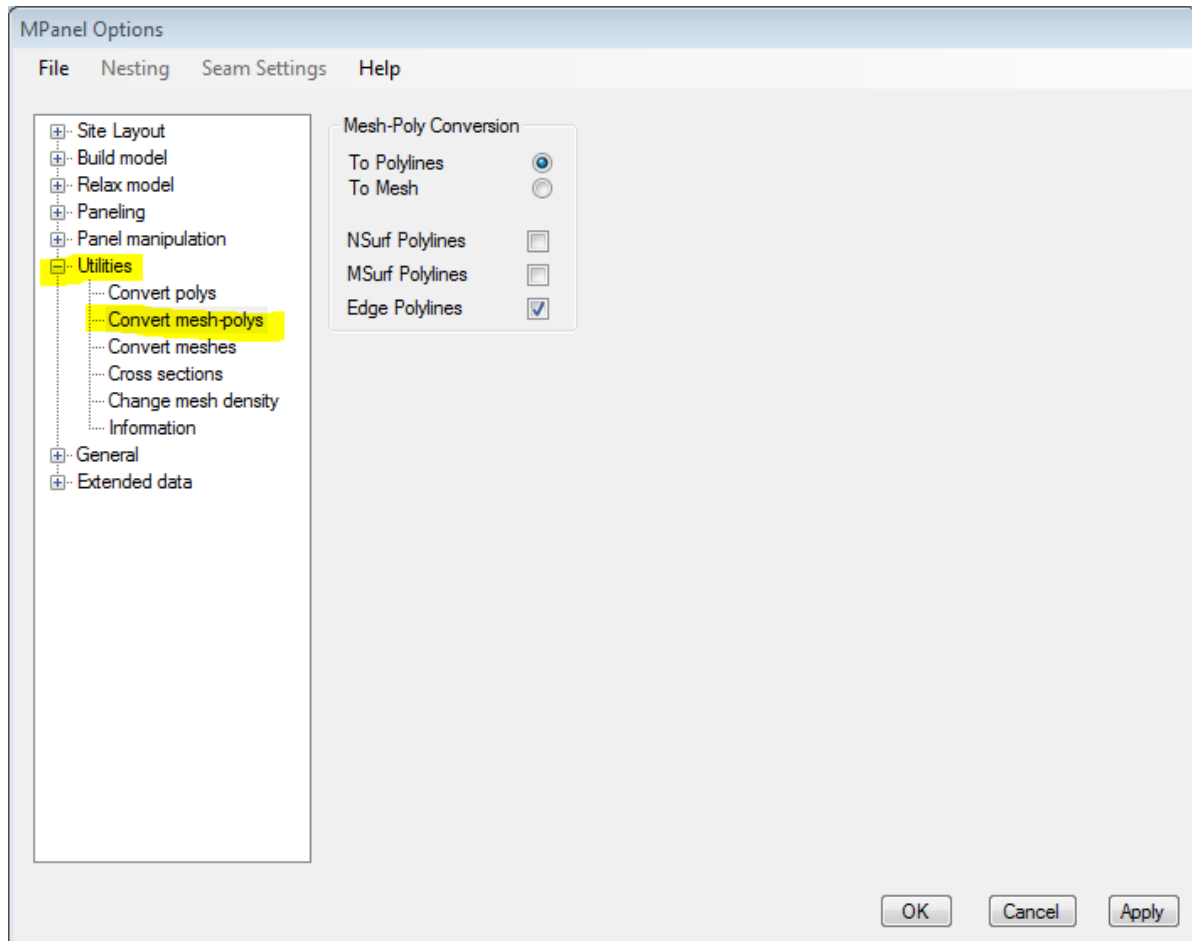 MPanel Options
File Nesting Seam Settings Help
Site Layout
Build model
Relax model
Paneling
Panel manipulation
Utilities
Convert polys
Convert mesh-polys
Convert meshes
Cross sections
Change mesh density
Information
General
Extended data
Mesh-Poly Conversion
To Polylines
To Mesh
NSurf Polylines
MSurf Polylines
Edge Polylines
OK Cancel Apply